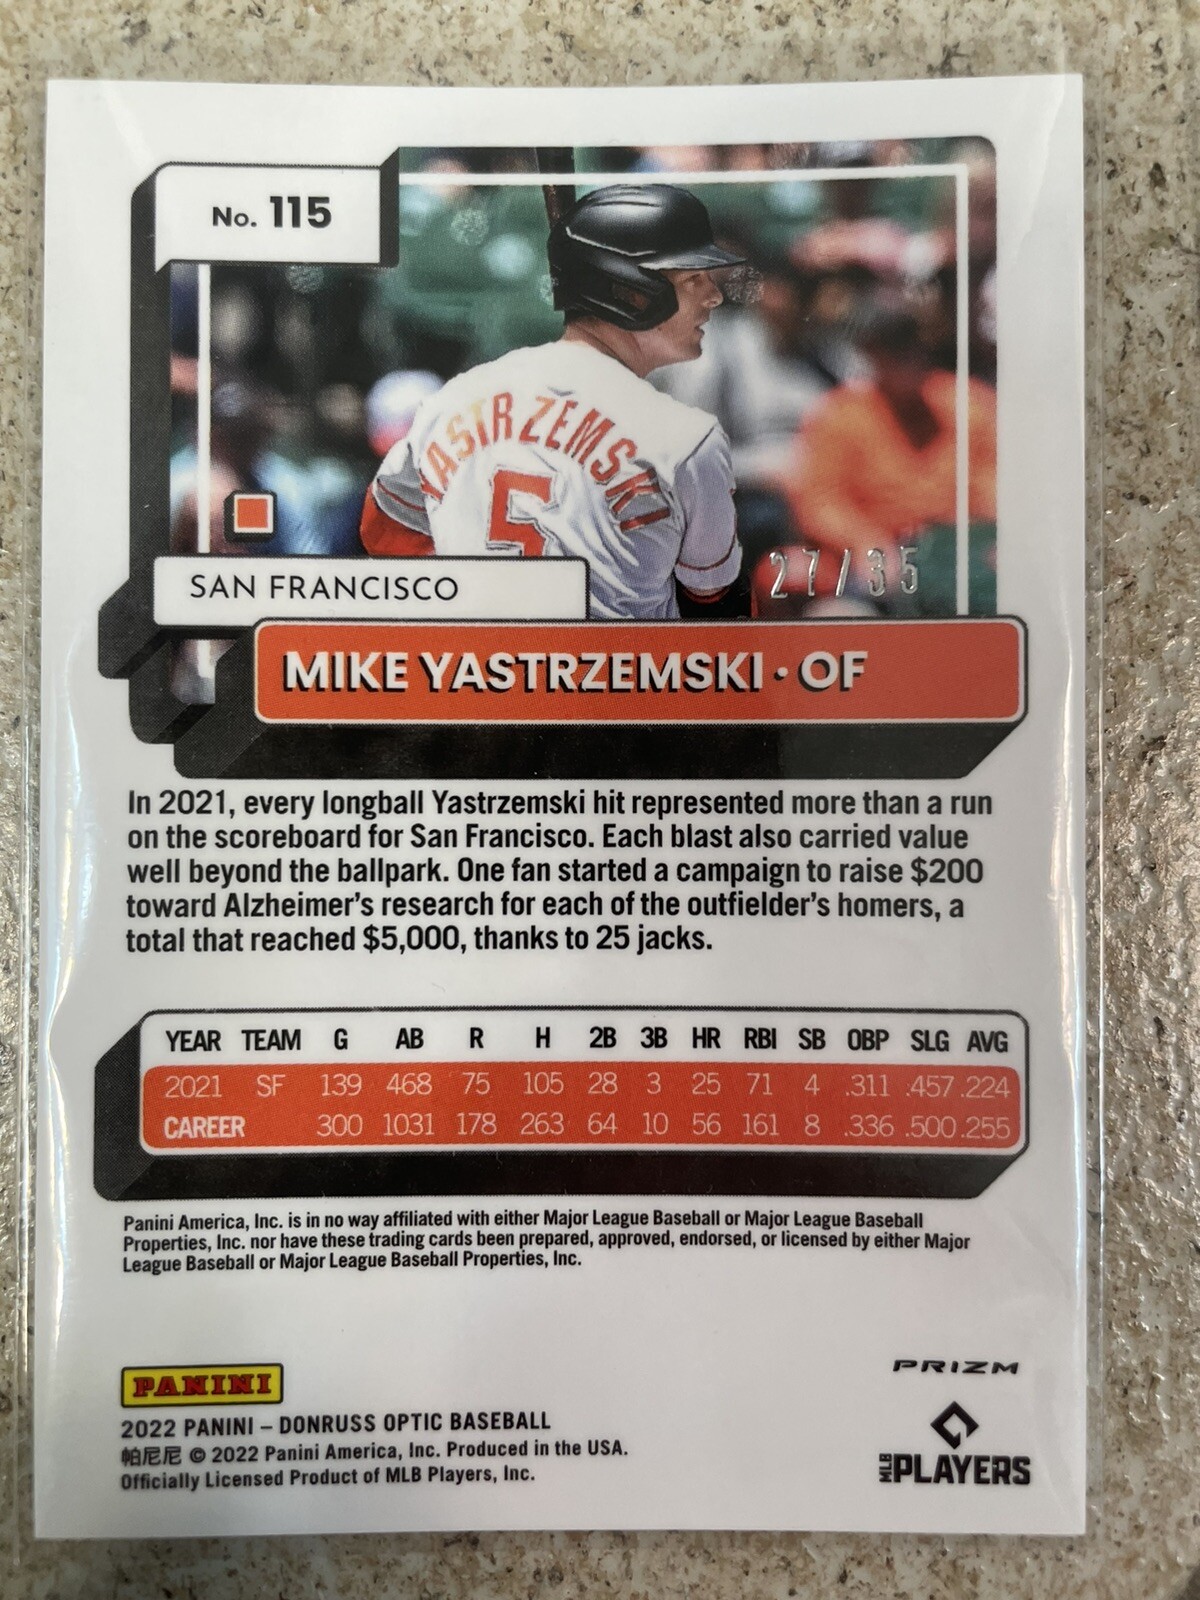 No. 115
YASTRZEMSKI
5
27/35
SAN FRANCISCO
MIKE YASTRZEMSKI • OF
In 2021, every longball Yastrzemski hit represented more than a run
on the scoreboard for San Francisco. Each blast also carried value
well beyond the ballpark. One fan started a campaign to raise $200
toward Alzheimer's research for each of the outfielder's homers, a
total that reached $5,000, thanks to 25 jacks.
YEAR TEAM G AB R H 2B 3B HR RBI SB OBP SLG AVG
2021 SF 139 468 75 105 28 3 25 71 4 .311 .457 .224
CAREER 300 1031 178 263 64 10 56 161 8 .336 .500 .255
Panini America, Inc. is in no way affiliated with either Major League Baseball or Major League Baseball
Properties, Inc. nor have these trading cards been prepared, approved, endorsed, or licensed by either Major
League Baseball or Major League Baseball Properties, Inc.
PRIZM
PANINI
2022 PANINI – DONRUSS OPTIC BASEBALL
帕尼尼 © 2022 Panini America, Inc. Produced in the USA.
Officially Licensed Product of MLB Players, Inc.
MLB PLAYERS